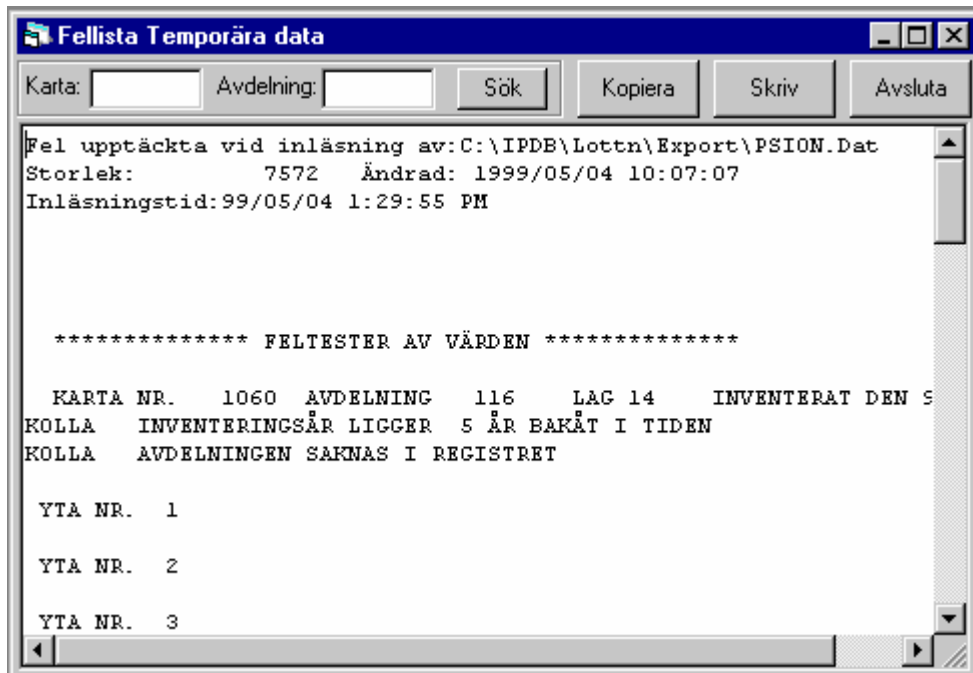 Fellista Temporära data
Karta: Avdelning: Sök Kopiera Skriv Avsluta
Fel upptäckta vid inläsning av:C:\IPDB\Lottn\Export\PSION.Dat
Storlek: 7572 Ändrad: 1999/05/04 10:07:07
Inläsningstid:99/05/04 1:29:55 PM
************** FELTESTER AV VÄRDEN **************
KARTA NR. 1060 AVDELNING 116 LAG 14 INVENTERAT DEN 9
KOLLA INVENTERINGSÅR LIGGER 5 ÅR BAKÅT I TIDEN
KOLLA AVDELNINGEN SAKNAS I REGISTRET
YTA NR. 1
YTA NR. 2
YTA NR. 3